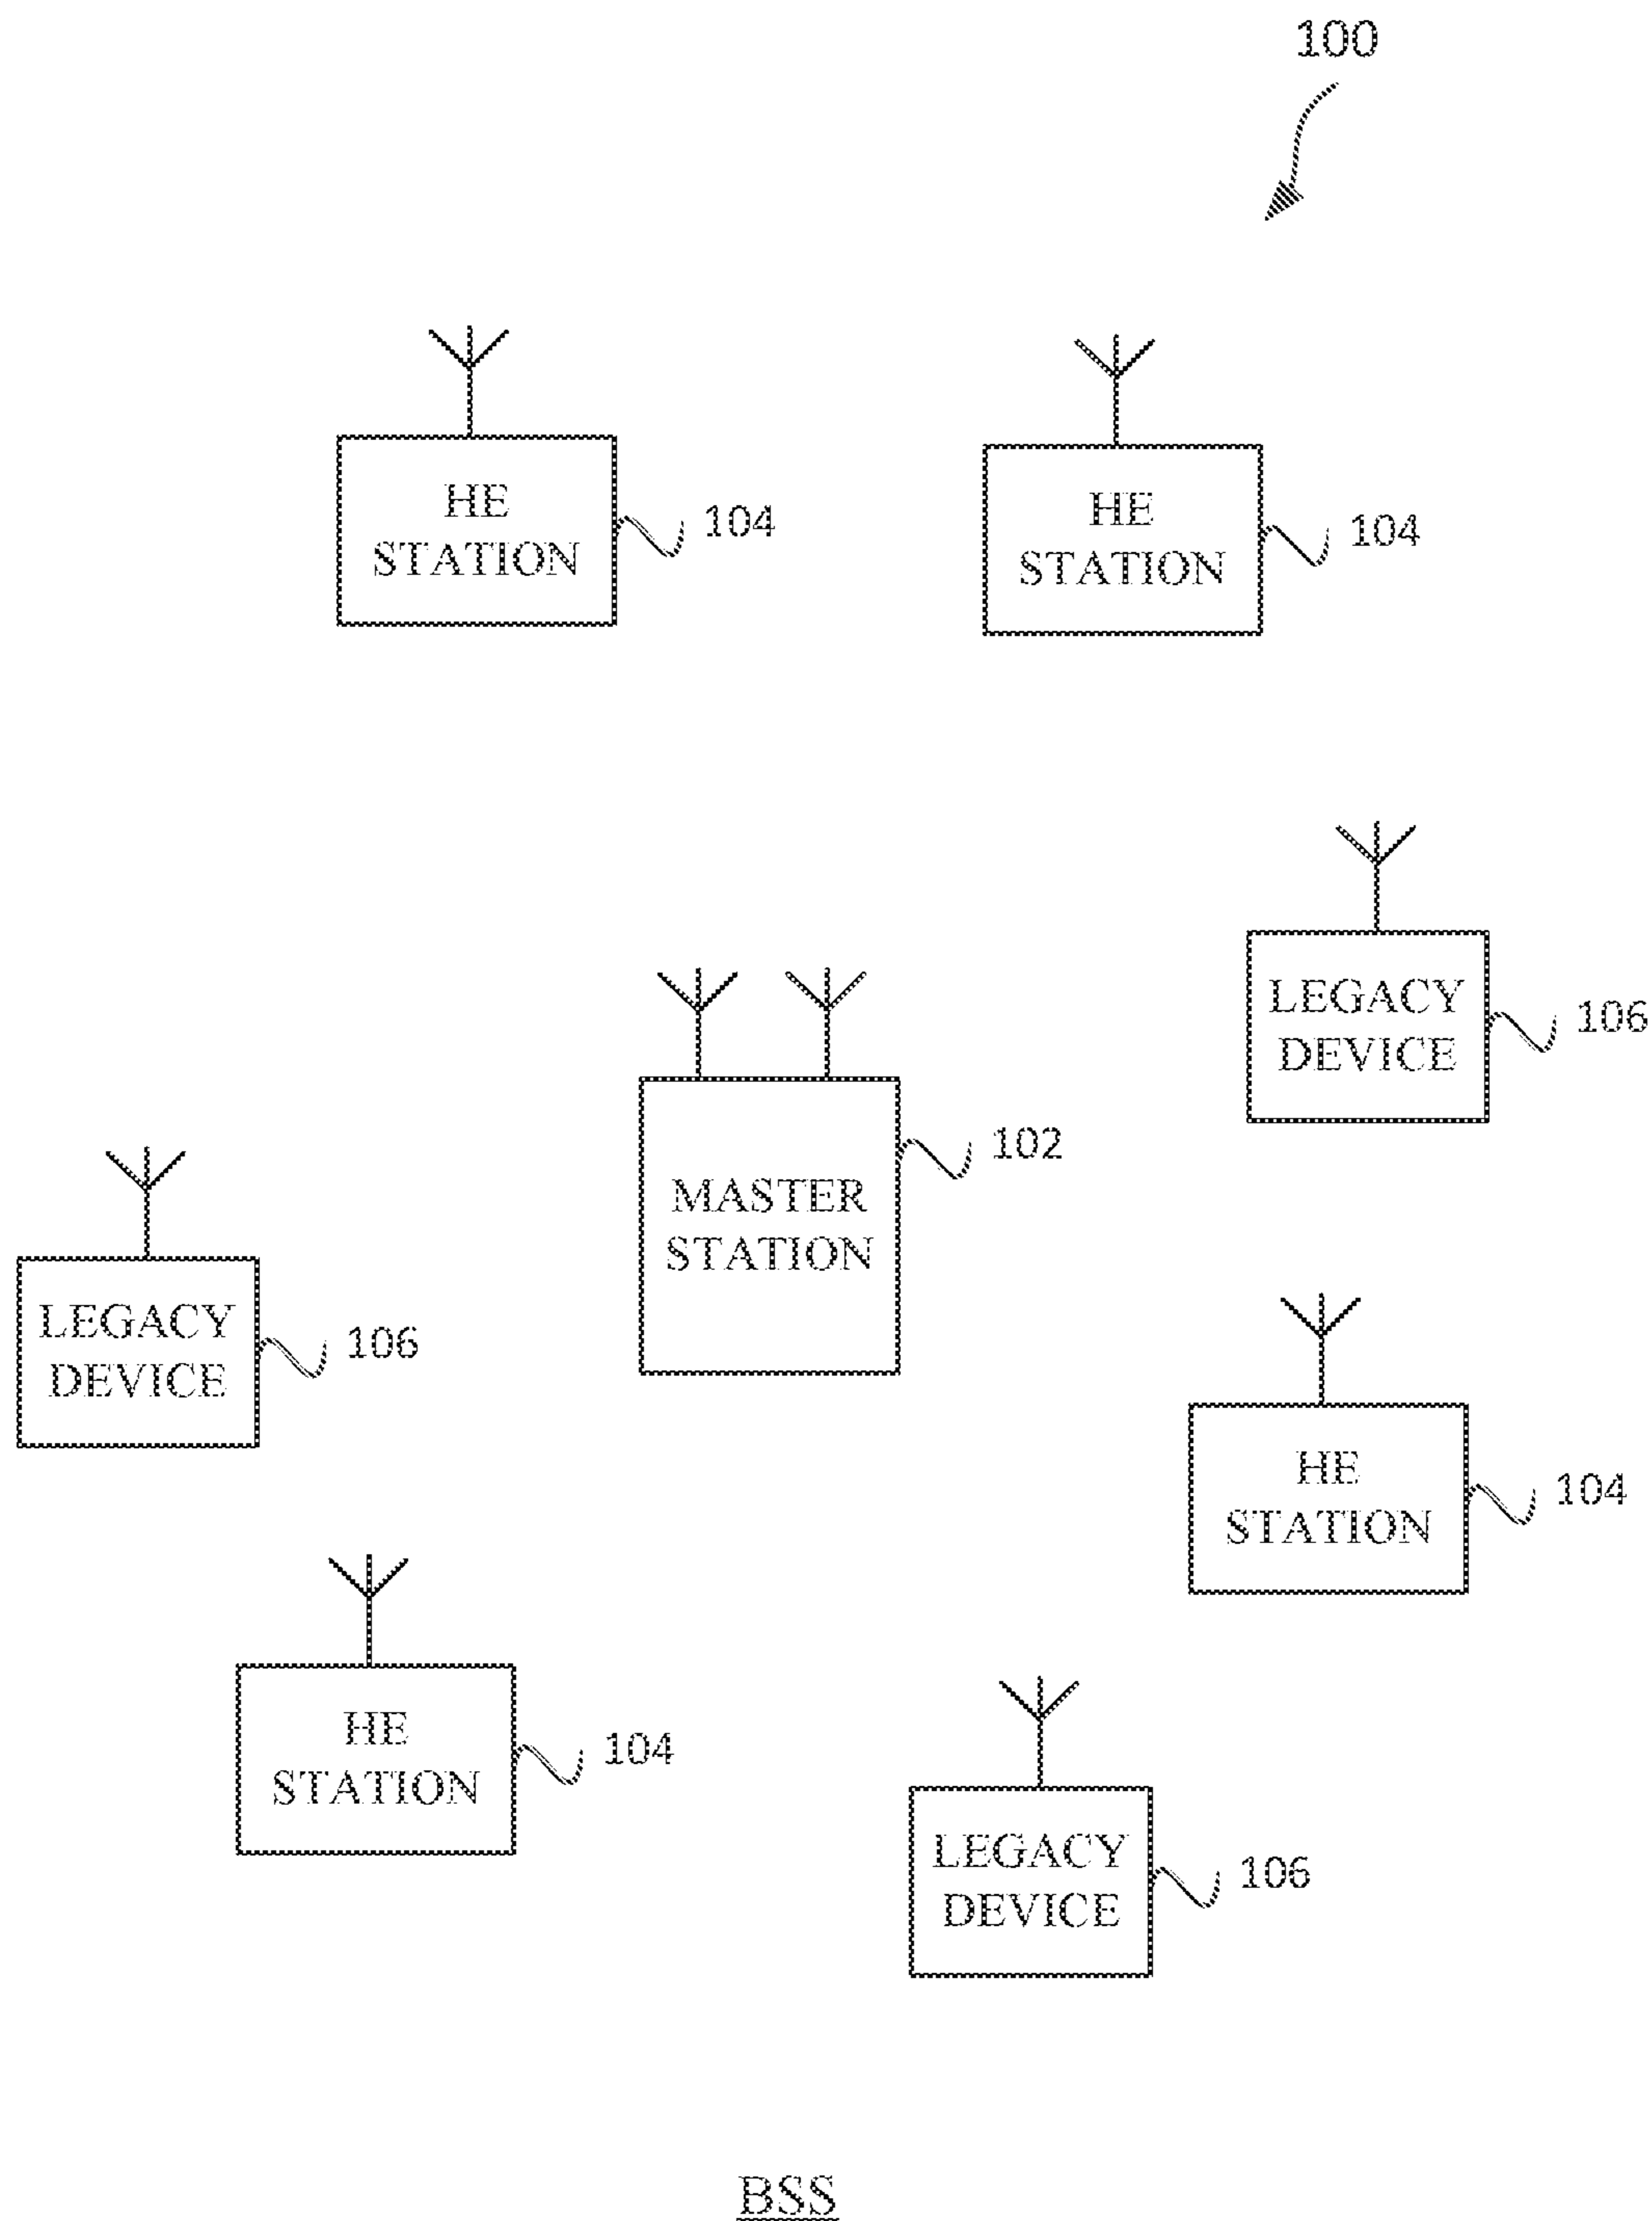 100
HE
STATION
104
HE
STATION
104
LEGACY
DEVICE
106
MASTER
STATION
102
LEGACY
DEVICE
106
HE
STATION
104
HE
STATION
104
LEGACY
DEVICE
106
BSS